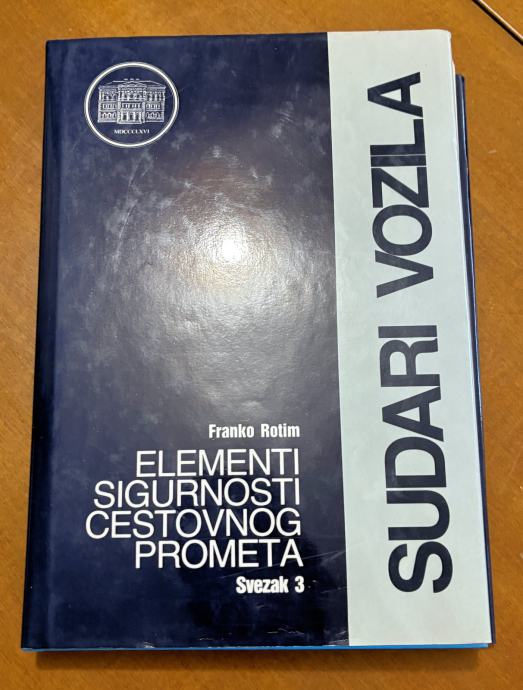 MDCCCLXVI
Franko Rotim
ELEMENTI
SIGURNOSTI
CESTOVNOG
PROMETA
Svezak 3
SUDARI VOZILA